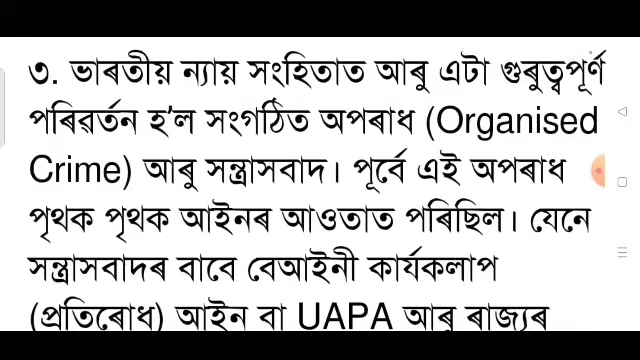 ৩. ভাৰতীয় ন্যায় সংহিতাত আৰু এটা গুৰুত্বপূৰ্ণ
পৰিৱৰ্তন হ’ল সংগঠিত অপৰাধ (Organised
Crime) আৰু সন্ত্ৰাসবাদ। পূৰ্বে এই অপৰাধ
পৃথক পৃথক আইনৰ আওতাত পৰিছিল। যেনে
সন্ত্ৰাসবাদৰ বাবে বেআইনী কাৰ্যকলাপ
(প্ৰতিৰোধ) আইন বা UAPA আৰু ৰাজ্যৰ